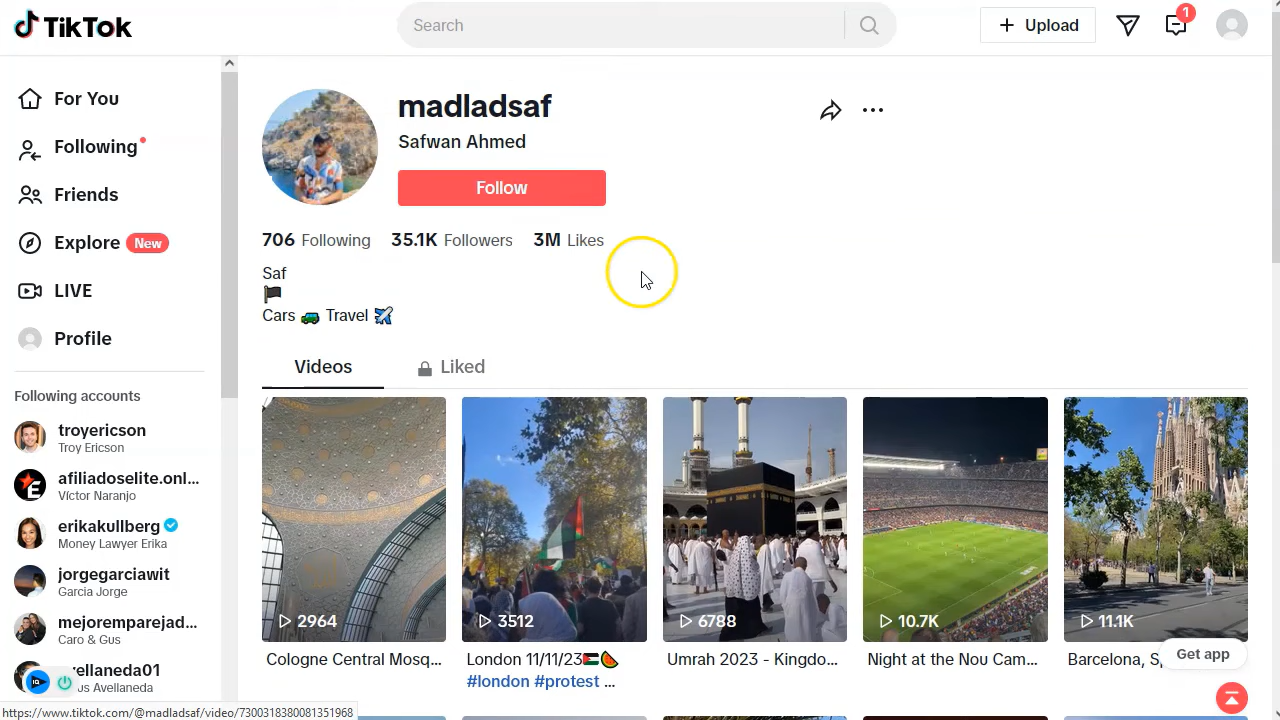 TikTok
Search
+ Upload
1
For You
Following
Friends
Explore New
LIVE
Profile
Following accounts
troyericson
Troy Ericson
afiliadoselite.onl...
Víctor Naranjo
erikakullberg
Money Lawyer Erika
jorgegarciawit
Garcia Jorge
mejoremparejad...
Caro & Gus
Avellaneda
madladsaf
Safwan Ahmed
Follow
706 Following 35.1K Followers 3M Likes
Saf
🏴
Cars 🚙 Travel ✈️
Videos Liked
2964
Cologne Central Mosq...
3512
London 11/11/23🇵🇸🍉
#london #protest ...
6788
Umrah 2023 - Kingdo...
10.7K
Night at the Nou Cam...
11.1K
Barcelona,
Get app
https://www.tiktok.com/@madladsaf/video/7300318380081351968